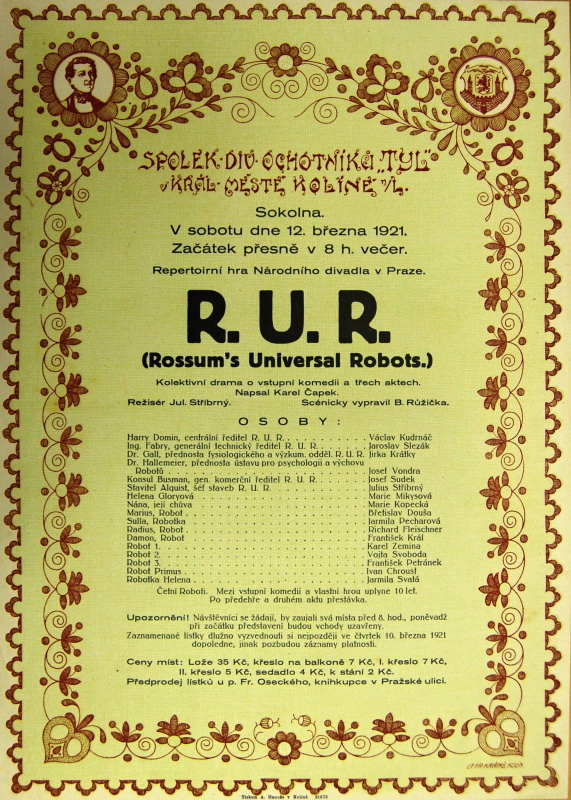 SPOLEK·DIV·OCHOTNÍKŮ „TYL"
V KRÁL·MĚSTĚ KOLÍNĚ n/L.
Sokolna.
V sobotu dne 12. března 1921.
Začátek přesně v 8 h. večer.
Repertoirní hra Národního divadla v Praze.
R. U. R.
(Rossum's Universal Robots.)
Kolektivní drama o vstupní komedii a třech aktech.
Napsal Karel Čapek.
Režisér Jul. Stříbrný. Scénicky vypravil B. Růžička.
OSOBY:
Harry Domin, centrální ředitel R. U. R. . . . . . . . . . . . Václav Kudrnáč
Ing. Fabry, generální technický ředitel R. U. R. . . . . . . . Jaroslav Slezák
Dr. Gall, přednosta fysiologického a výzkum. odděl. R. U. R. Jirka Krátký
Dr. Hallemeier, přednosta ústavu pro psychologii a výchovu
Robotů . . . . . . . . . . . . . . . . . . . . . . . . Josef Vondra
Konsul Busman, gen. komerční ředitel R. U. R. . . . . . . . Josef Sudek
Stavitel Alquist, šéf staveb R. U. R. . . . . . . . . . . . . Julius Stříbrný
Helena Gloryová . . . . . . . . . . . . . . . . . . . . . Marie Mikysová
Nána, její chůva . . . . . . . . . . . . . . . . . . . . . Marie Kopecká
Marius, Robot . . . . . . . . . . . . . . . . . . . . . . Břetislav Douša
Sulla, Robotka . . . . . . . . . . . . . . . . . . . . . . Jarmila Pecharová
Radius, Robot . . . . . . . . . . . . . . . . . . . . . . Richard Fleischner
Damon, Robot . . . . . . . . . . . . . . . . . . . . . . František Král
Robot 1. . . . . . . . . . . . . . . . . . . . . . . . . . Karel Zemina
Robot 2. . . . . . . . . . . . . . . . . . . . . . . . . . Vojta Svoboda
Robot 3. . . . . . . . . . . . . . . . . . . . . . . . . . František Petránek
Robot Primus . . . . . . . . . . . . . . . . . . . . . . . Ivan Chroust
Robotka Helena . . . . . . . . . . . . . . . . . . . . . . Jarmila Svatá
Četní Roboti. Mezi vstupní komedií a vlastní hrou uplyne 10 let.
Po předehře a druhém aktu přestávka.
Upozornění! Návštěvníci se žádají, by zaujali svá místa před 8. hod., poněvadž
při začátku představení budou vchody uzavřeny.
Zaznamenané lístky dlužno vyzvednouti si nejpozději ve čtvrtek 10. března 1921
dopoledne, jinak pozbudou záznamy platnosti.
Ceny míst: Lože 35 Kč, křeslo na balkoně 7 Kč, I. křeslo 7 Kč,
II. křeslo 5 Kč, sedadlo 4 Kč, k stání 2 Kč.
Předprodej lístků u p. Fr. Oseckého, knihkupce v Pražské ulici.